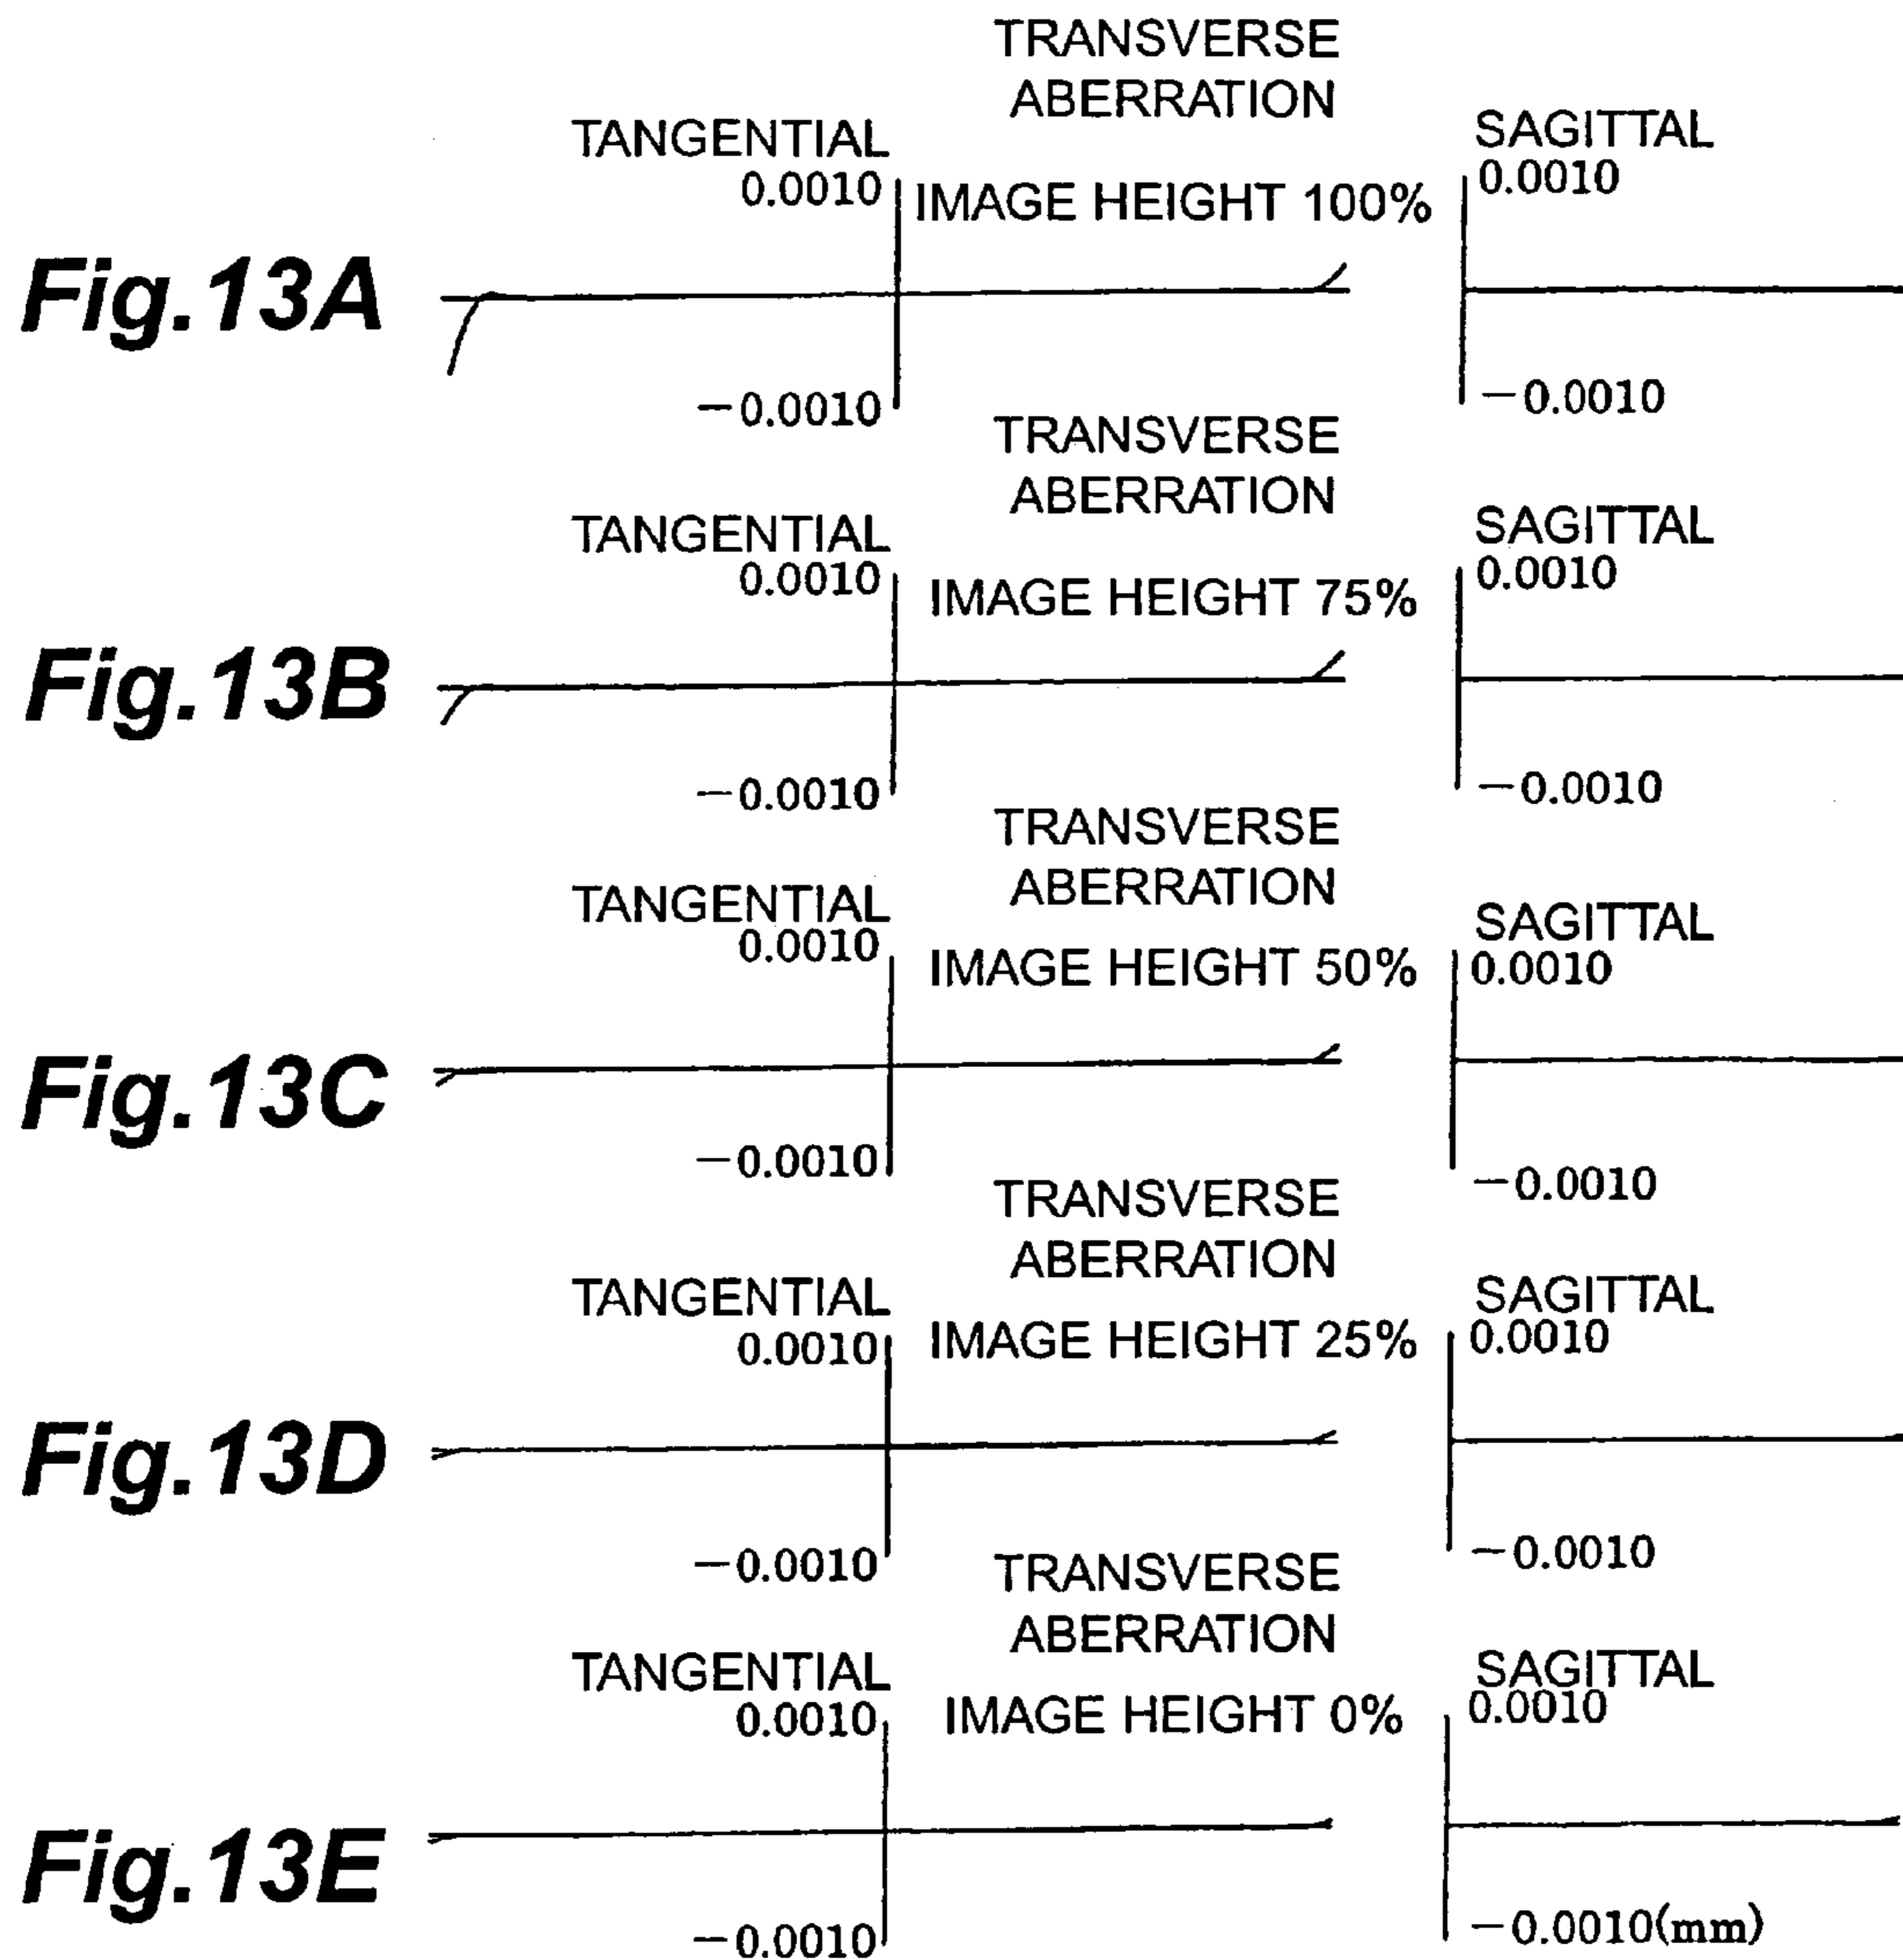 TRANSVERSE
ABERRATION
TANGENTIAL
SAGITTAL
0.0010
IMAGE HEIGHT 100%
0.0010
Fig.13A
—0.0010
—0.0010
TRANSVERSE
ABERRATION
TANGENTIAL
SAGITTAL
0.0010
IMAGE HEIGHT 75%
0.0010
Fig.13B
—0.0010
—0.0010
TRANSVERSE
ABERRATION
TANGENTIAL
SAGITTAL
0.0010
IMAGE HEIGHT 50%
0.0010
Fig.13C
—0.0010
—0.0010
TRANSVERSE
ABERRATION
TANGENTIAL
SAGITTAL
0.0010
IMAGE HEIGHT 25%
0.0010
Fig.13D
—0.0010
—0.0010
TRANSVERSE
ABERRATION
TANGENTIAL
SAGITTAL
0.0010
IMAGE HEIGHT 0%
0.0010
Fig.13E
—0.0010
—0.0010(mm)